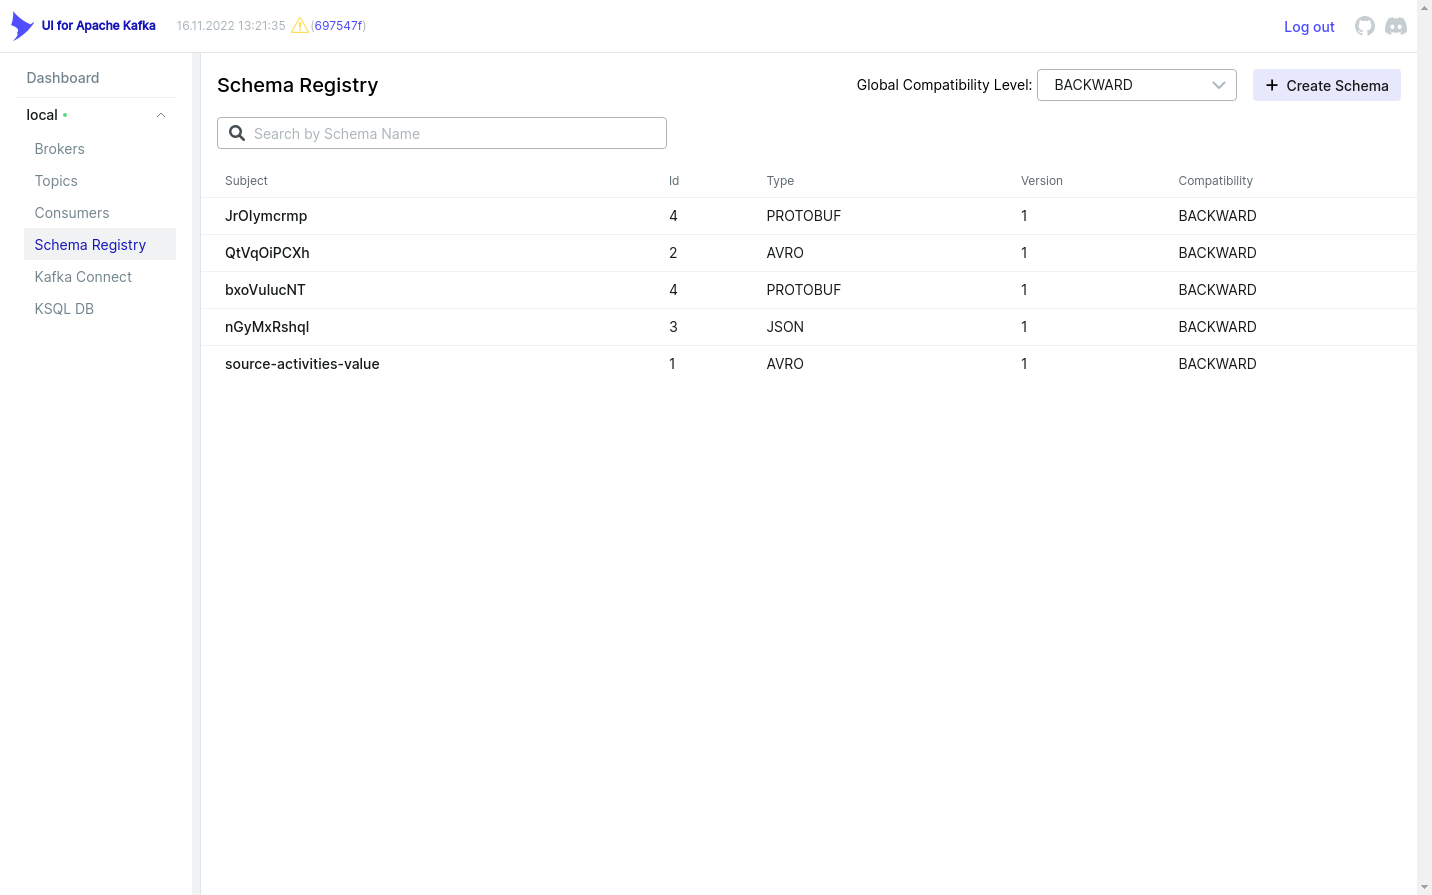 UI for Apache Kafka 16.11.2022 13:21:35 (697547f) Log out
Dashboard
local
Brokers
Topics
Consumers
Schema Registry
Kafka Connect
KSQL DB
Schema Registry Global Compatibility Level: BACKWARD Create Schema
Search by Schema Name
Subject Id Type Version Compatibility
JrOlymcrmp 4 PROTOBUF 1 BACKWARD
QtVqOiPCXh 2 AVRO 1 BACKWARD
bxoVulucNT 4 PROTOBUF 1 BACKWARD
nGyMxRshql 3 JSON 1 BACKWARD
source-activities-value 1 AVRO 1 BACKWARD